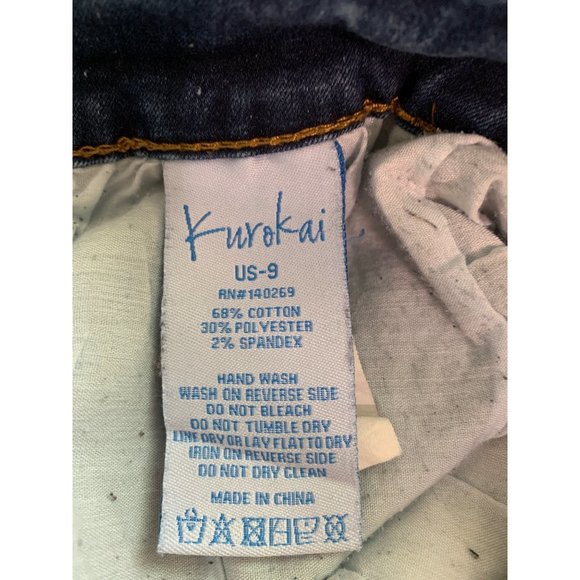 Kurokai
US-9
RN#140269
68% COTTON
30% POLYESTER
2% SPANDEX
HAND WASH
WASH ON REVERSE SIDE
DO NOT BLEACH
DO NOT TUMBLE DRY
LINE DRY OR LAY FLAT TO DRY
IRON ON REVERSE SIDE
DO NOT DRY CLEAN
MADE IN CHINA